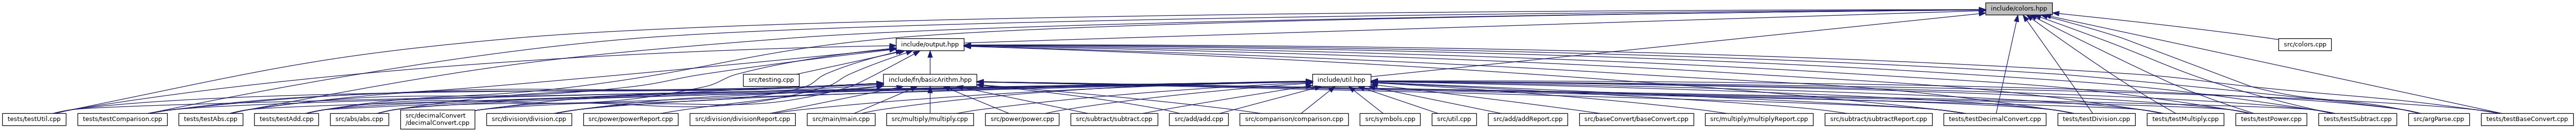 include/colors.hpp
include/output.hpp
src/colors.cpp
src/testing.cpp
include/fn/basicArithm.hpp
include/util.hpp
tests/testUtil.cpp
tests/testComparison.cpp
tests/testAbs.cpp
tests/testAdd.cpp
src/abs/abs.cpp
src/decimalConvert
/decimalConvert.cpp
src/division/division.cpp
src/power/powerReport.cpp
src/division/divisionReport.cpp
src/main/main.cpp
src/multiply/multiply.cpp
src/power/power.cpp
src/subtract/subtract.cpp
src/add/add.cpp
src/comparison/comparison.cpp
src/symbols.cpp
src/util.cpp
src/add/addReport.cpp
src/baseConvert/baseConvert.cpp
src/multiply/multiplyReport.cpp
src/subtract/subtractReport.cpp
tests/testDecimalConvert.cpp
tests/testDivision.cpp
tests/testMultiply.cpp
tests/testPower.cpp
tests/testSubtract.cpp
src/argParse.cpp
tests/testBaseConvert.cpp